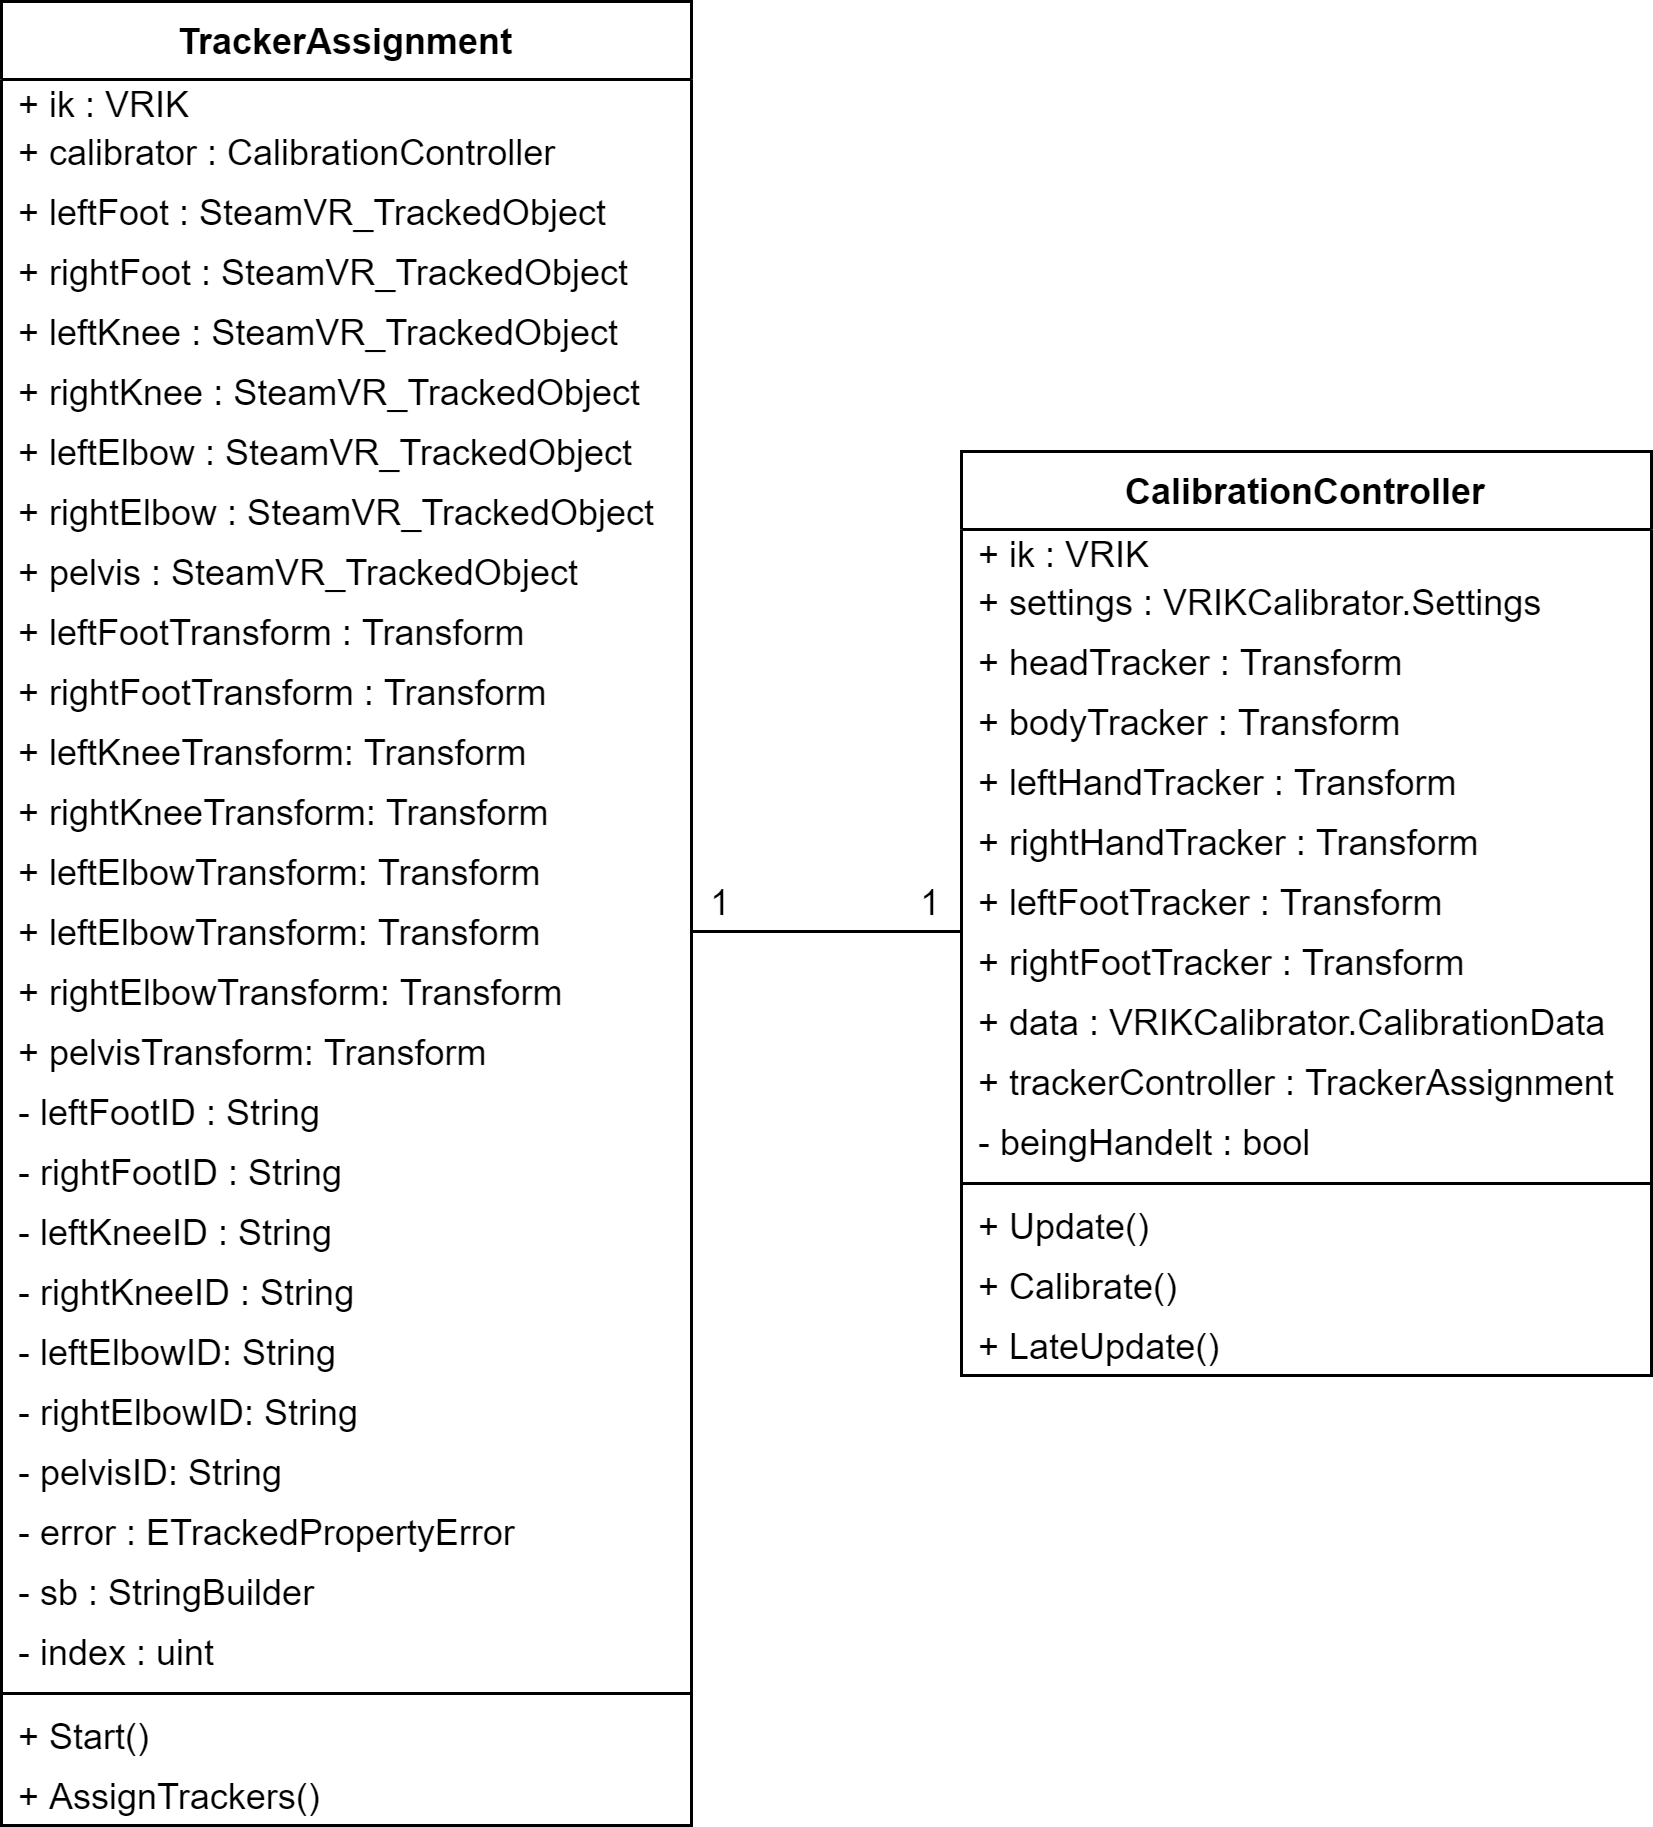 TrackerAssignment
+ ik : VRIK
+ calibrator : CalibrationController
+ leftFoot : SteamVR_TrackedObject
+ rightFoot : SteamVR_TrackedObject
+ leftKnee : SteamVR_TrackedObject
+ rightKnee : SteamVR_TrackedObject
+ leftElbow : SteamVR_TrackedObject
+ rightElbow : SteamVR_TrackedObject
+ pelvis : SteamVR_TrackedObject
+ leftFootTransform : Transform
+ rightFootTransform : Transform
+ leftKneeTransform: Transform
+ rightKneeTransform: Transform
+ leftElbowTransform: Transform
+ leftElbowTransform: Transform
+ rightElbowTransform: Transform
+ pelvisTransform: Transform
- leftFootID : String
- rightFootID : String
- leftKneeID : String
- rightKneeID : String
- leftElbowID: String
- rightElbowID: String
- pelvisID: String
- error : ETrackedPropertyError
- sb : StringBuilder
- index : uint
+ Start()
+ AssignTrackers()
1 1
CalibrationController
+ ik : VRIK
+ settings : VRIKCalibrator.Settings
+ headTracker : Transform
+ bodyTracker : Transform
+ leftHandTracker : Transform
+ rightHandTracker : Transform
+ leftFootTracker : Transform
+ rightFootTracker : Transform
+ data : VRIKCalibrator.CalibrationData
+ trackerController : TrackerAssignment
- beingHandelt : bool
+ Update()
+ Calibrate()
+ LateUpdate()